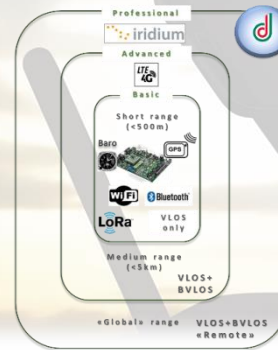 Professional
iridium
Advanced
LTE
4G
Basic
Short range
(<500m)
Baro
GPS
WiFi
Bluetooth
LoRa
VLOS
only
Medium range
(<5km)
VLOS+
BVLOS
«Global» range
VLOS+BVLOS
«Remote»